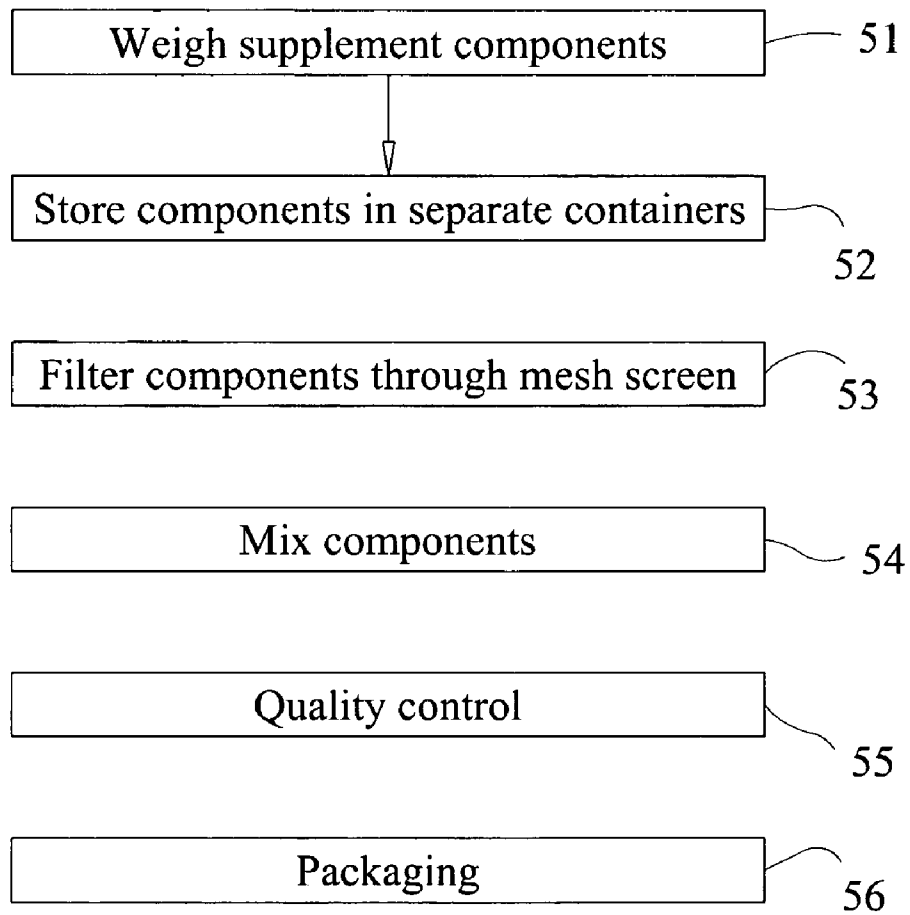 Weigh supplement components
51
Store components in separate containers
52
Filter components through mesh screen
53
Mix components
54
Quality control
55
Packaging
56